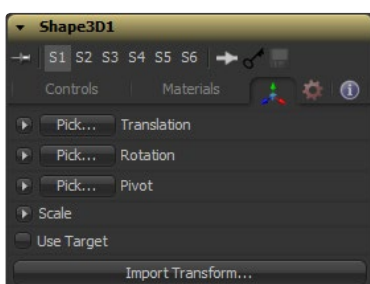 Shape3D1
S1 S2 S3 S4 S5 S6
Controls Materials
Pick... Translation
Pick... Rotation
Pick... Pivot
Scale
Use Target
Import Transform...